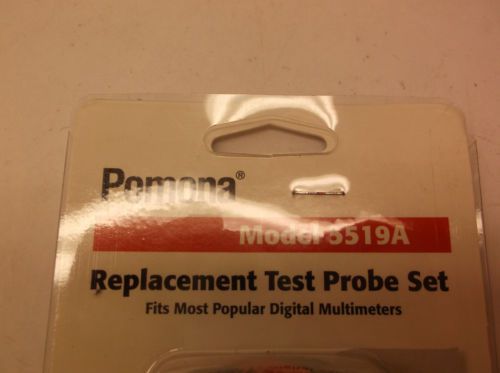 Pomona®
Model 5519A
Replacement Test Probe Set
Fits Most Popular Digital Multimeters